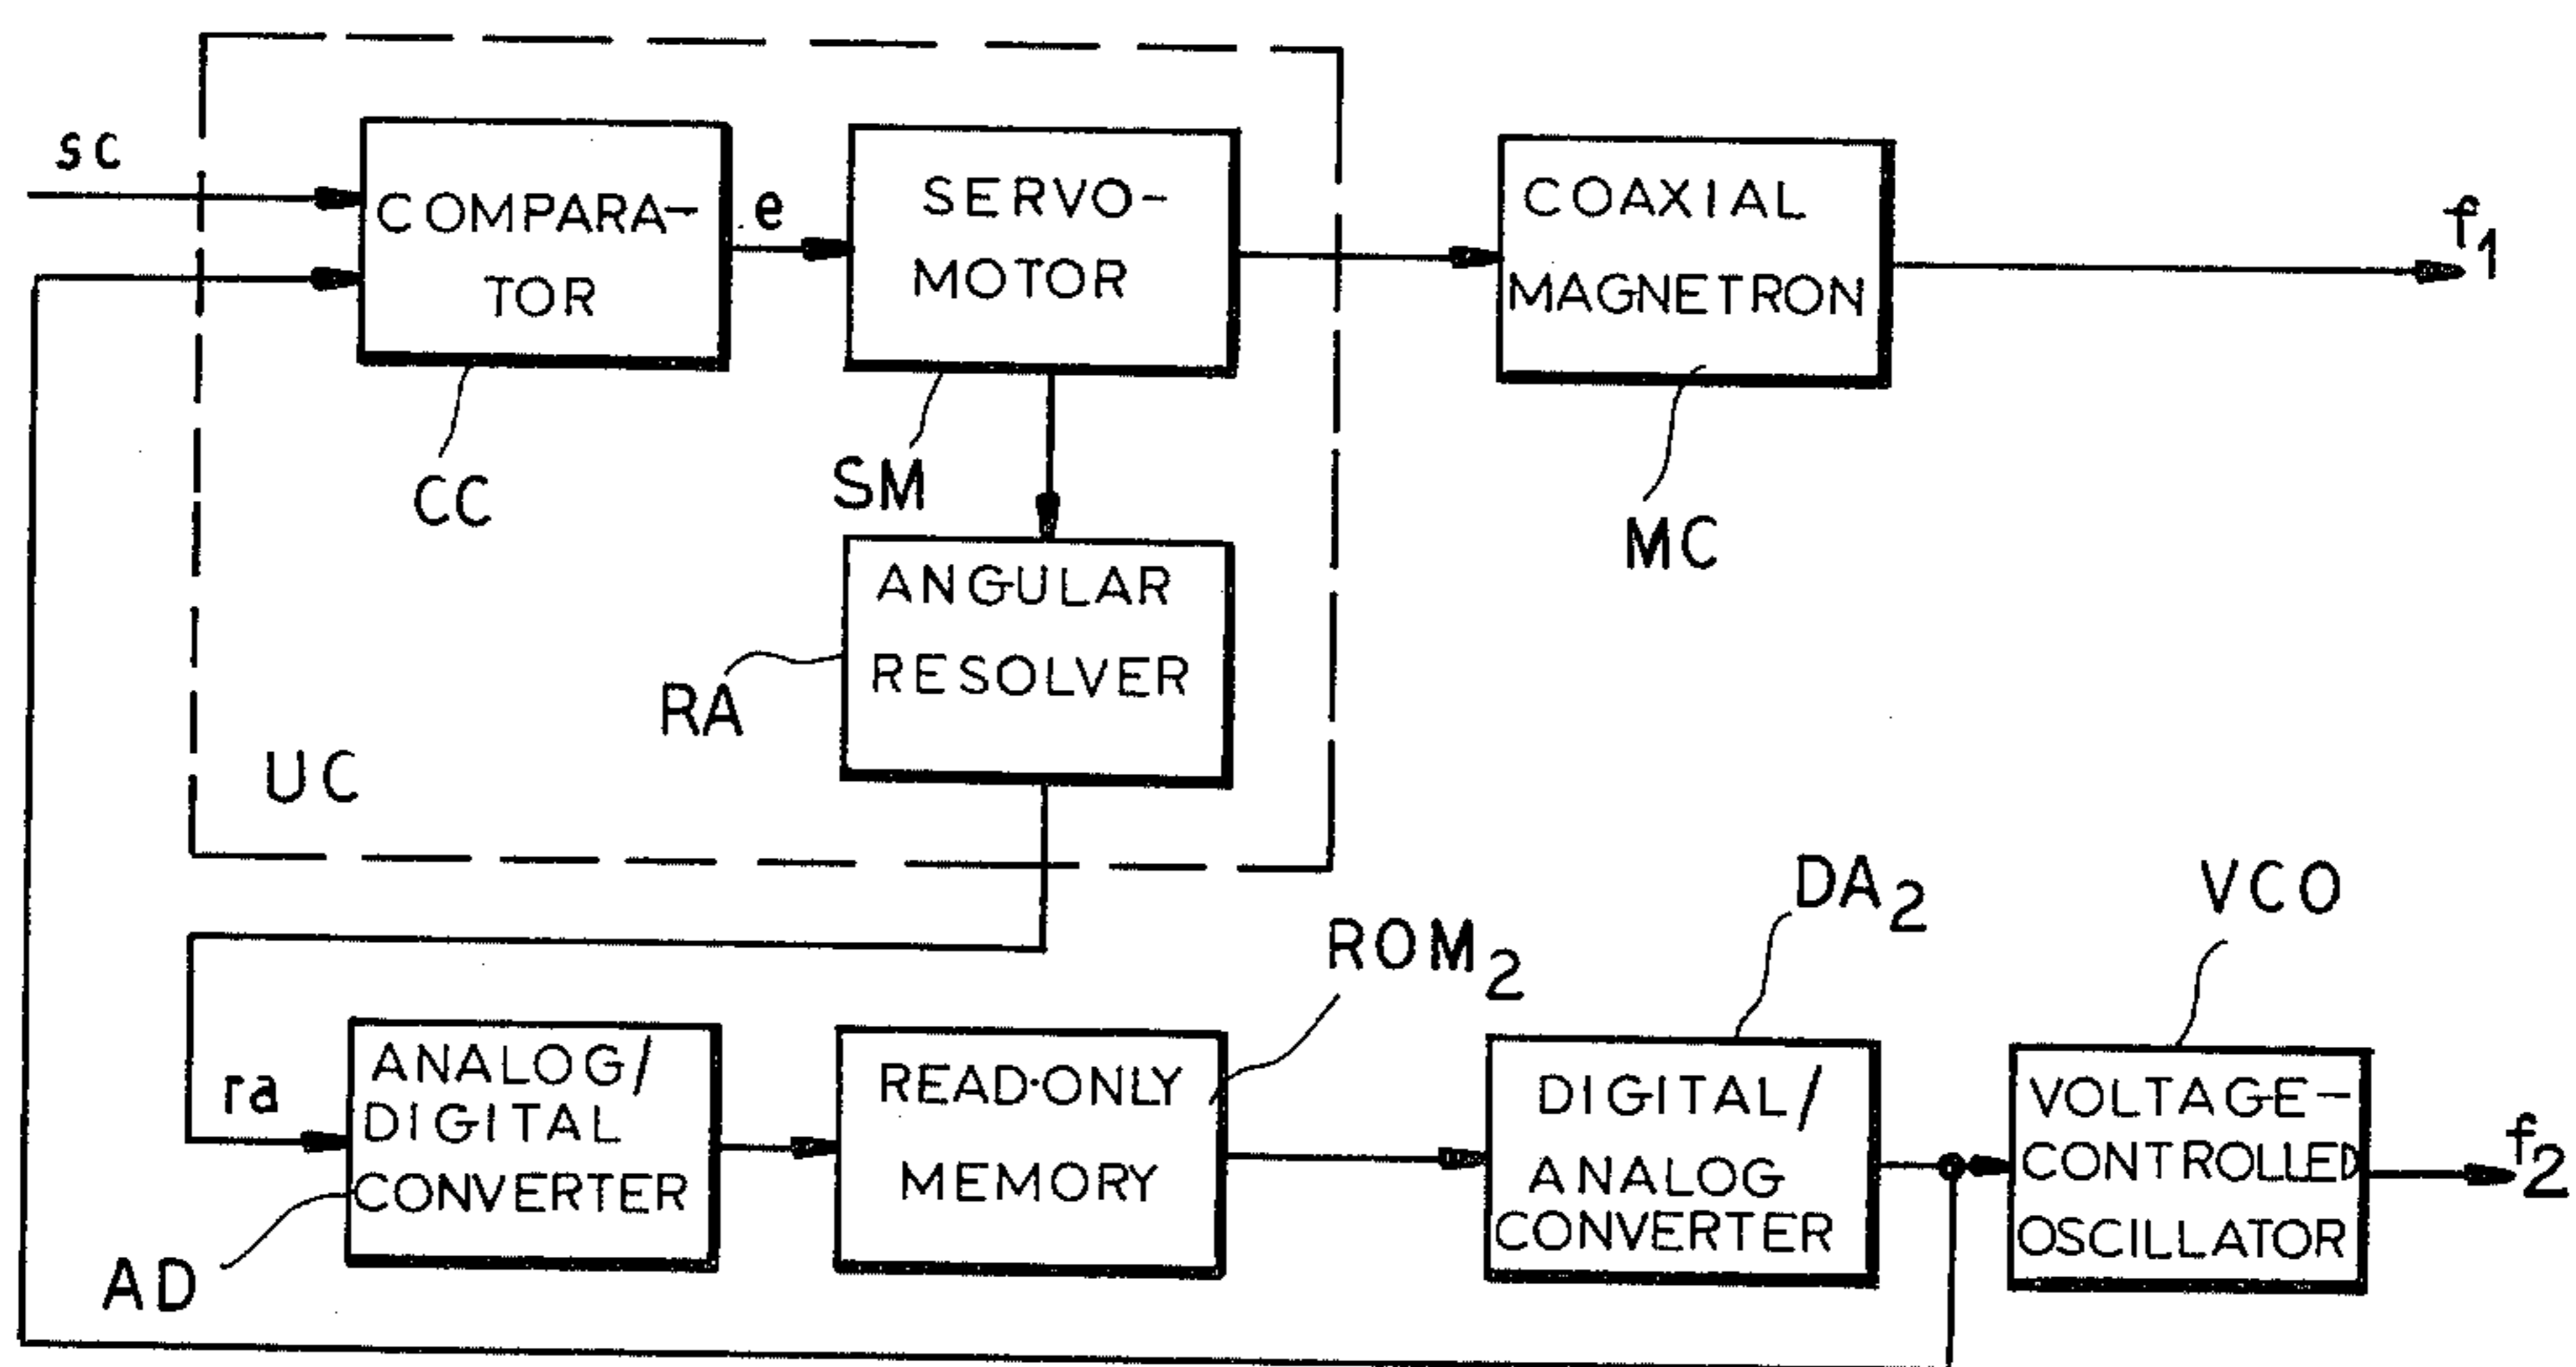 sc
COMPARA-
TOR
e
SERVO-
MOTOR
COAXIAL
MAGNETRON
f1
CC
SM
MC
ANGULAR
RESOLVER
RA
UC
ROM2
DA2
VCO
ra
ANALOG/
DIGITAL
CONVERTER
READ·ONLY
MEMORY
DIGITAL/
ANALOG
CONVERTER
VOLTAGE-
CONTROLLED
OSCILLATOR
f2
AD